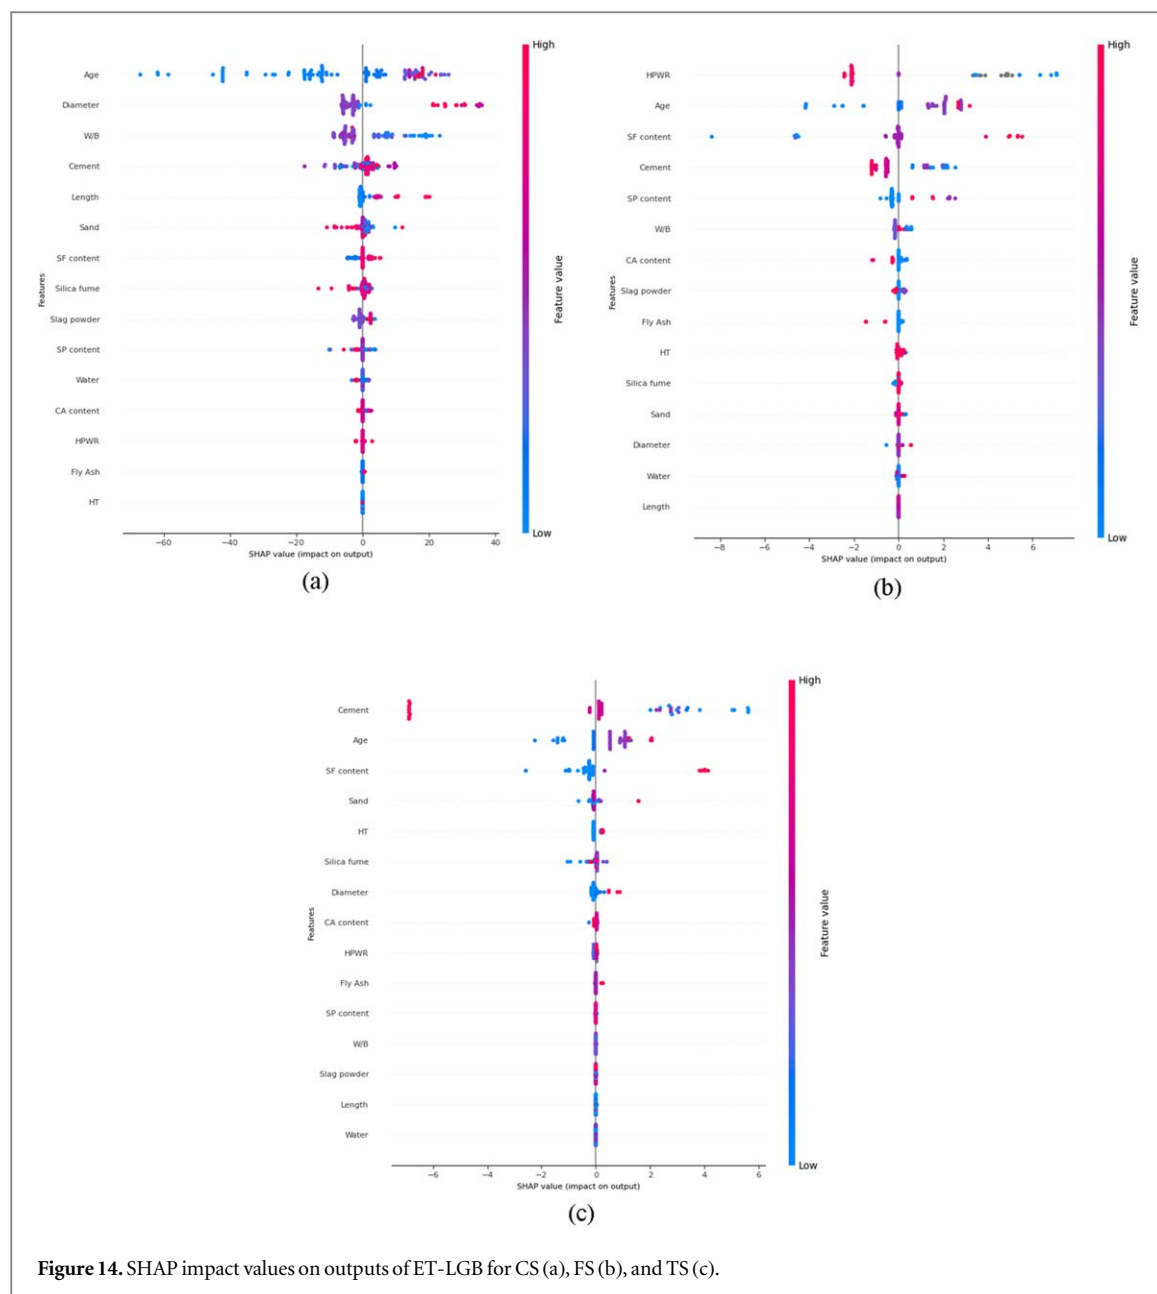 High
Age
Diameter
W/B
Cement
Length
Sand
SF content
Silica fume
Slag powder
SP content
Water
CA content
HPWR
Fly Ash
HT
Features
Feature value
Low
−60
−40
−20
0
20
40
SHAP value (impact on output)
(a)
High
HPWR
Age
SF content
Cement
SP content
W/B
CA content
Slag powder
Fly Ash
HT
Silica fume
Sand
Diameter
Water
Length
Features
Feature value
Low
−8
−6
−4
−2
0
2
4
6
SHAP value (impact on output)
(b)
High
Cement
Age
SF content
Sand
HT
Silica fume
Diameter
CA content
HPWR
Fly Ash
SP content
W/B
Slag powder
Length
Water
Features
Feature value
Low
−6
−4
−2
0
2
4
6
SHAP value (impact on output)
(c)
Figure 14. SHAP impact values on outputs of ET-LGB for CS (a), FS (b), and TS (c).